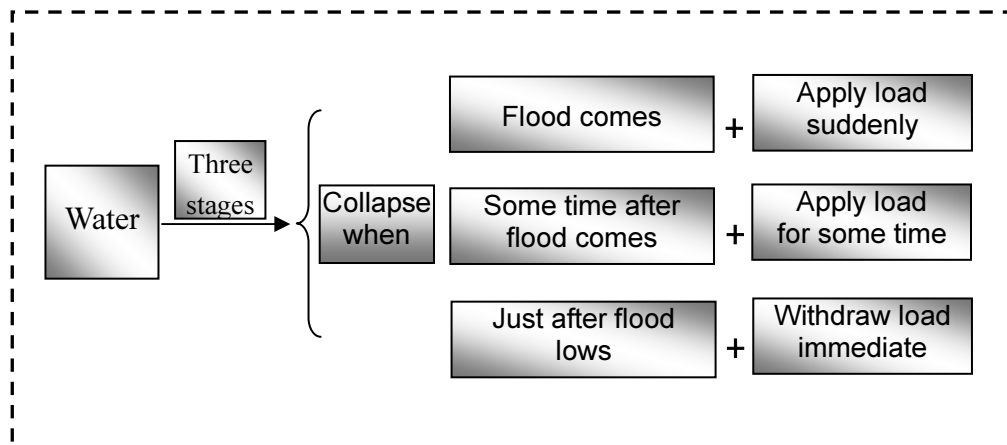 Water
Three
stages
Collapse
when
Flood comes
+
Apply load
suddenly
Some time after
flood comes
+
Apply load
for some time
Just after flood
lows
+
Withdraw load
immediate